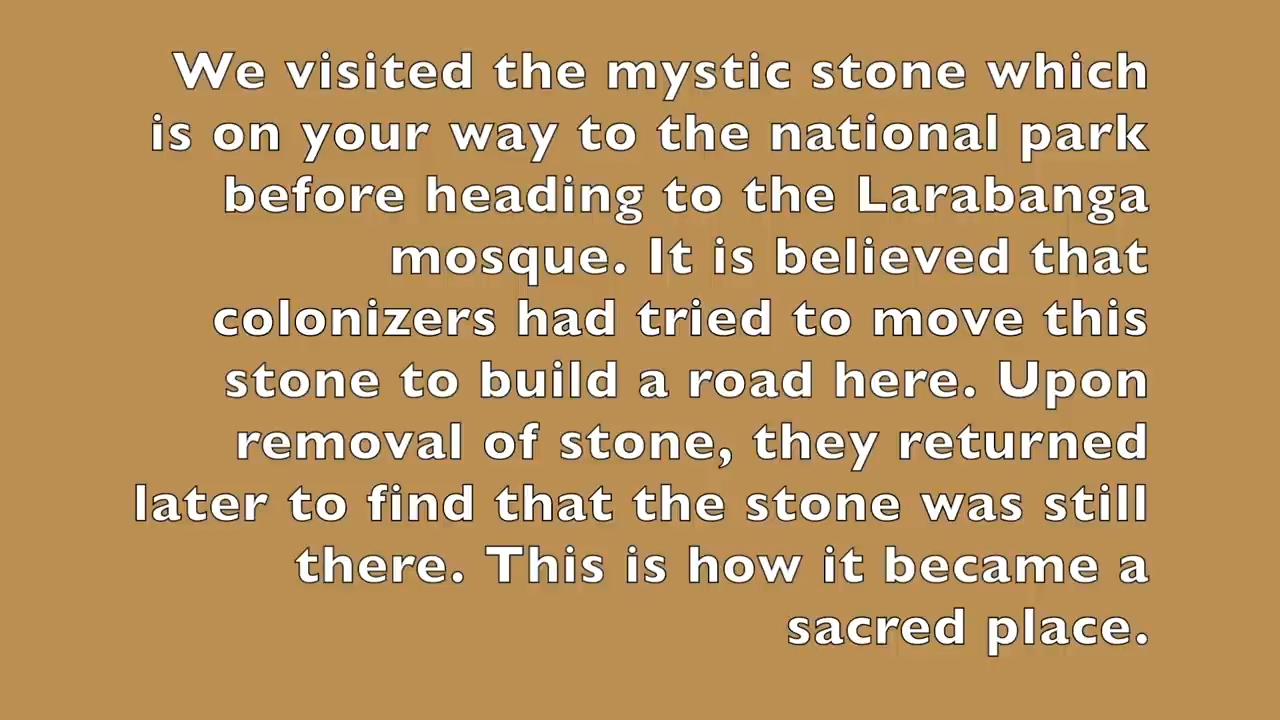 We visited the mystic stone which
is on your way to the national park
before heading to the Larabanga
mosque. It is believed that
colonizers had tried to move this
stone to build a road here. Upon
removal of stone, they returned
later to find that the stone was still
there. This is how it became a
sacred place.